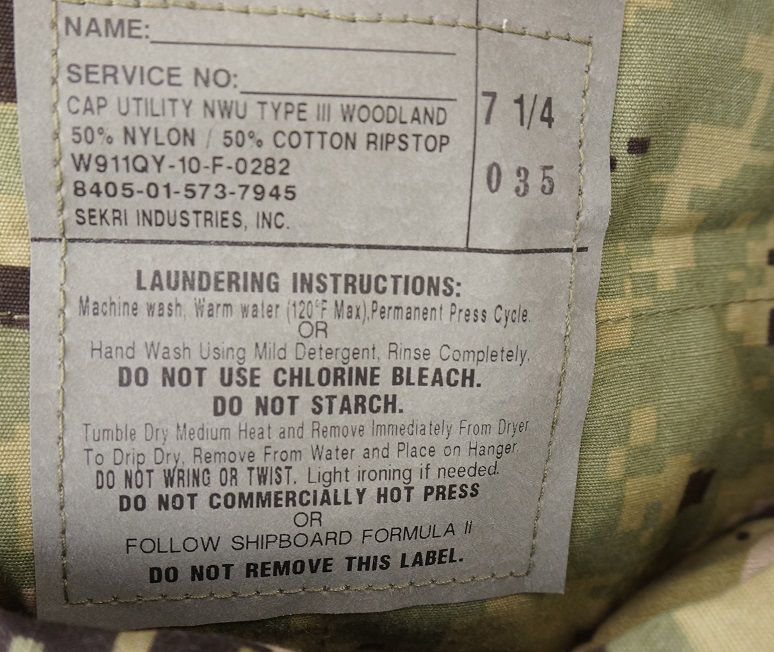 NAME:
SERVICE NO:
CAP UTILITY NWU TYPE III WOODLAND
50% NYLON / 50% COTTON RIPSTOP
W911QY-10-F-0282
8405-01-573-7945
SEKRI INDUSTRIES, INC.
7 1/4
035
LAUNDERING INSTRUCTIONS:
Machine wash, Warm water (120°F Max),Permanent Press Cycle.
OR
Hand Wash Using Mild Detergent, Rinse Completely.
DO NOT USE CHLORINE BLEACH.
DO NOT STARCH.
Tumble Dry Medium Heat and Remove Immediately From Dryer
To Drip Dry, Remove From Water and Place on Hanger
DO NOT WRING OR TWIST. Light ironing if needed.
DO NOT COMMERCIALLY HOT PRESS
OR
FOLLOW SHIPBOARD FORMULA II
DO NOT REMOVE THIS LABEL.